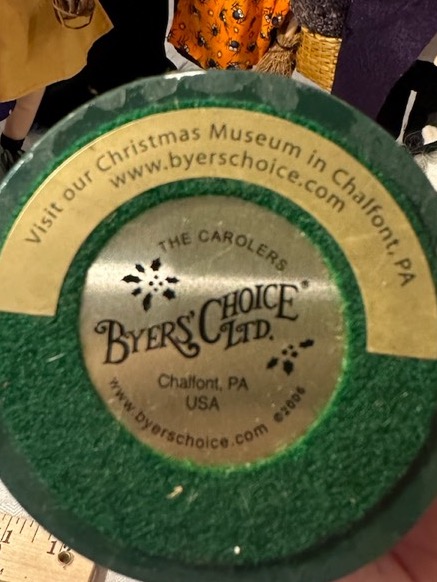 Visit our Christmas Museum in Chalfont, PA
www.byerschoice.com
THE CAROLERS
BYERS' CHOICE®
LTD.
Chalfont, PA
USA
www.byerschoice.com ©2006
1